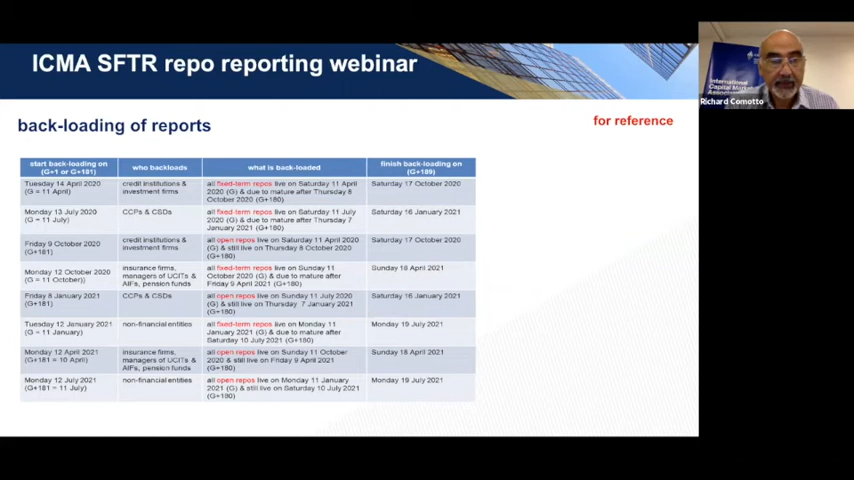 ICMA SFTR repo reporting webinar
back-loading of reports
for reference
start back-loading on (G+1 or G+181)
who backloads
what is back-loaded
finish back-loading on (G+189)
Tuesday 14 April 2020 (G = 11 April)
credit institutions & investment firms
all fixed-term repos live on Saturday 11 April 2020 (G) & due to mature after Thursday 8 October 2020 (G+180)
Saturday 17 October 2020
Monday 13 July 2020 (G = 11 July)
CCPs & CSDs
all fixed-term repos live on Saturday 11 July 2020 (G) & due to mature after Thursday 7 January 2021 (G+180)
Saturday 16 January 2021
Friday 9 October 2020 (G+181)
credit institutions & investment firms
all open repos live on Saturday 11 April 2020 (G) & still live on Thursday 8 October 2020 (G+180)
Saturday 17 October 2020
Monday 12 October 2020 (G = 11 October))
insurance firms, managers of UCITs & AIFs, pension funds
all fixed-term repos live on Sunday 11 October 2020 (G) & due to mature after Friday 9 April 2021 (G+180)
Sunday 18 April 2021
Friday 8 January 2021 (G+181)
CCPs & CSDs
all open repos live on Sunday 11 July 2020 (G) & still live on Thursday 7 January 2021 (G+180)
Saturday 16 January 2021
Tuesday 12 January 2021 (G = 11 January)
non-financial entities
all fixed-term repos live on Monday 11 January 2021 (G) & due to mature after Saturday 10 July 2021 (G+180)
Monday 19 July 2021
Monday 12 April 2021 (G+181 = 10 April)
insurance firms, managers of UCITs & AIFs, pension funds
all open repos live on Sunday 11 October 2020 & still live on Friday 9 April 2021 (G+180)
Sunday 18 April 2021
Monday 12 July 2021 (G+181 = 11 July)
non-financial entities
all open repos live on Monday 11 January 2021 (G) & still live on Saturday 10 July 2021 (G+180)
Monday 19 July 2021
International
Capital Market
Richard Comotto